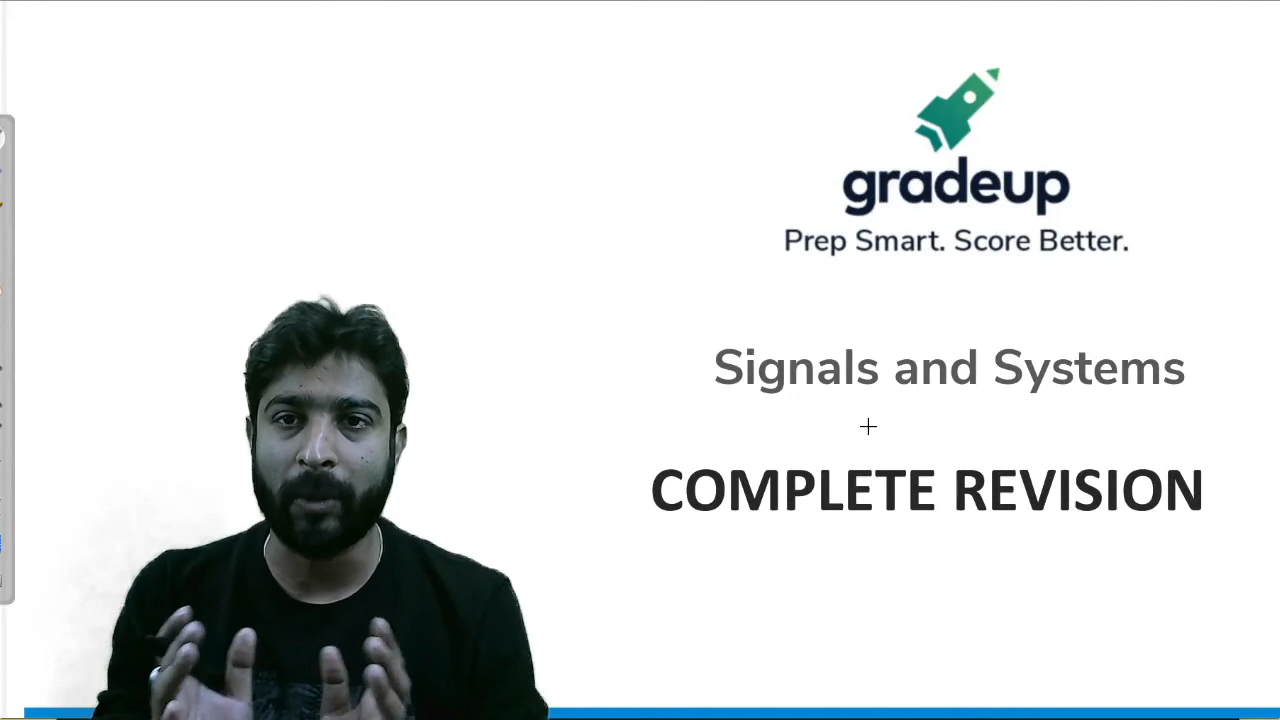 gradeup
Prep Smart. Score Better.
Signals and Systems
COMPLETE REVISION